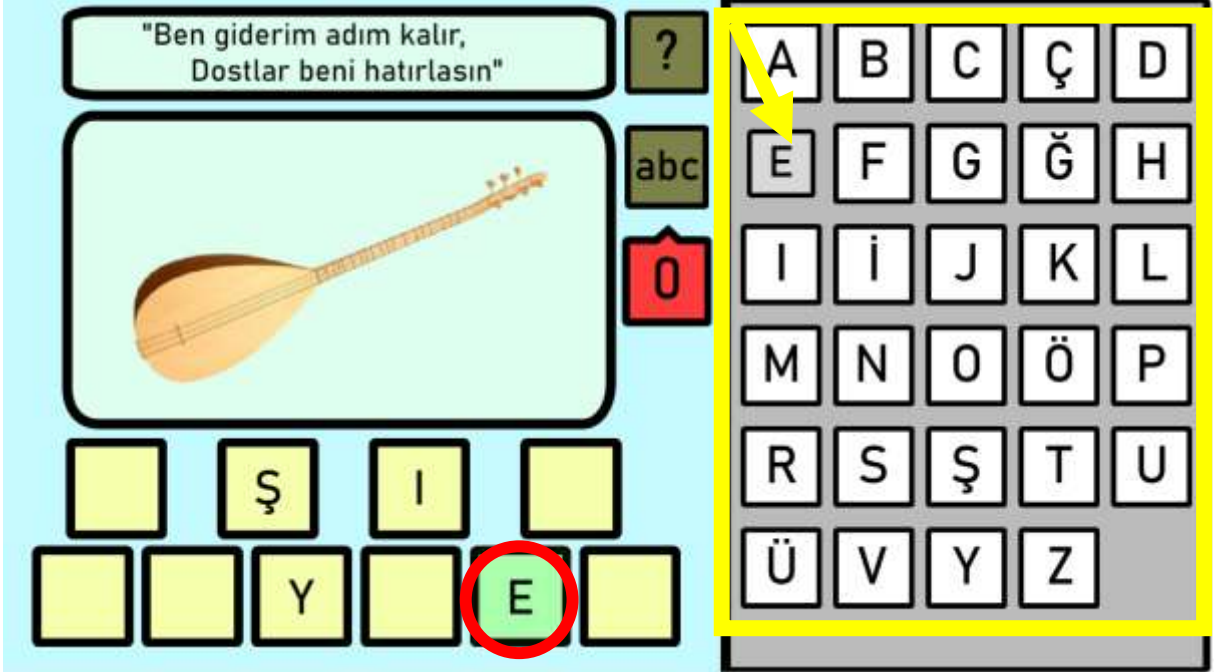 "Ben giderim adım kalır,
Dostlar beni hatırlasın"
?
abc
0
Ş I
Y E
A B C Ç D
E F G Ğ H
I İ J K L
M N O Ö P
R S Ş T U
Ü V Y Z